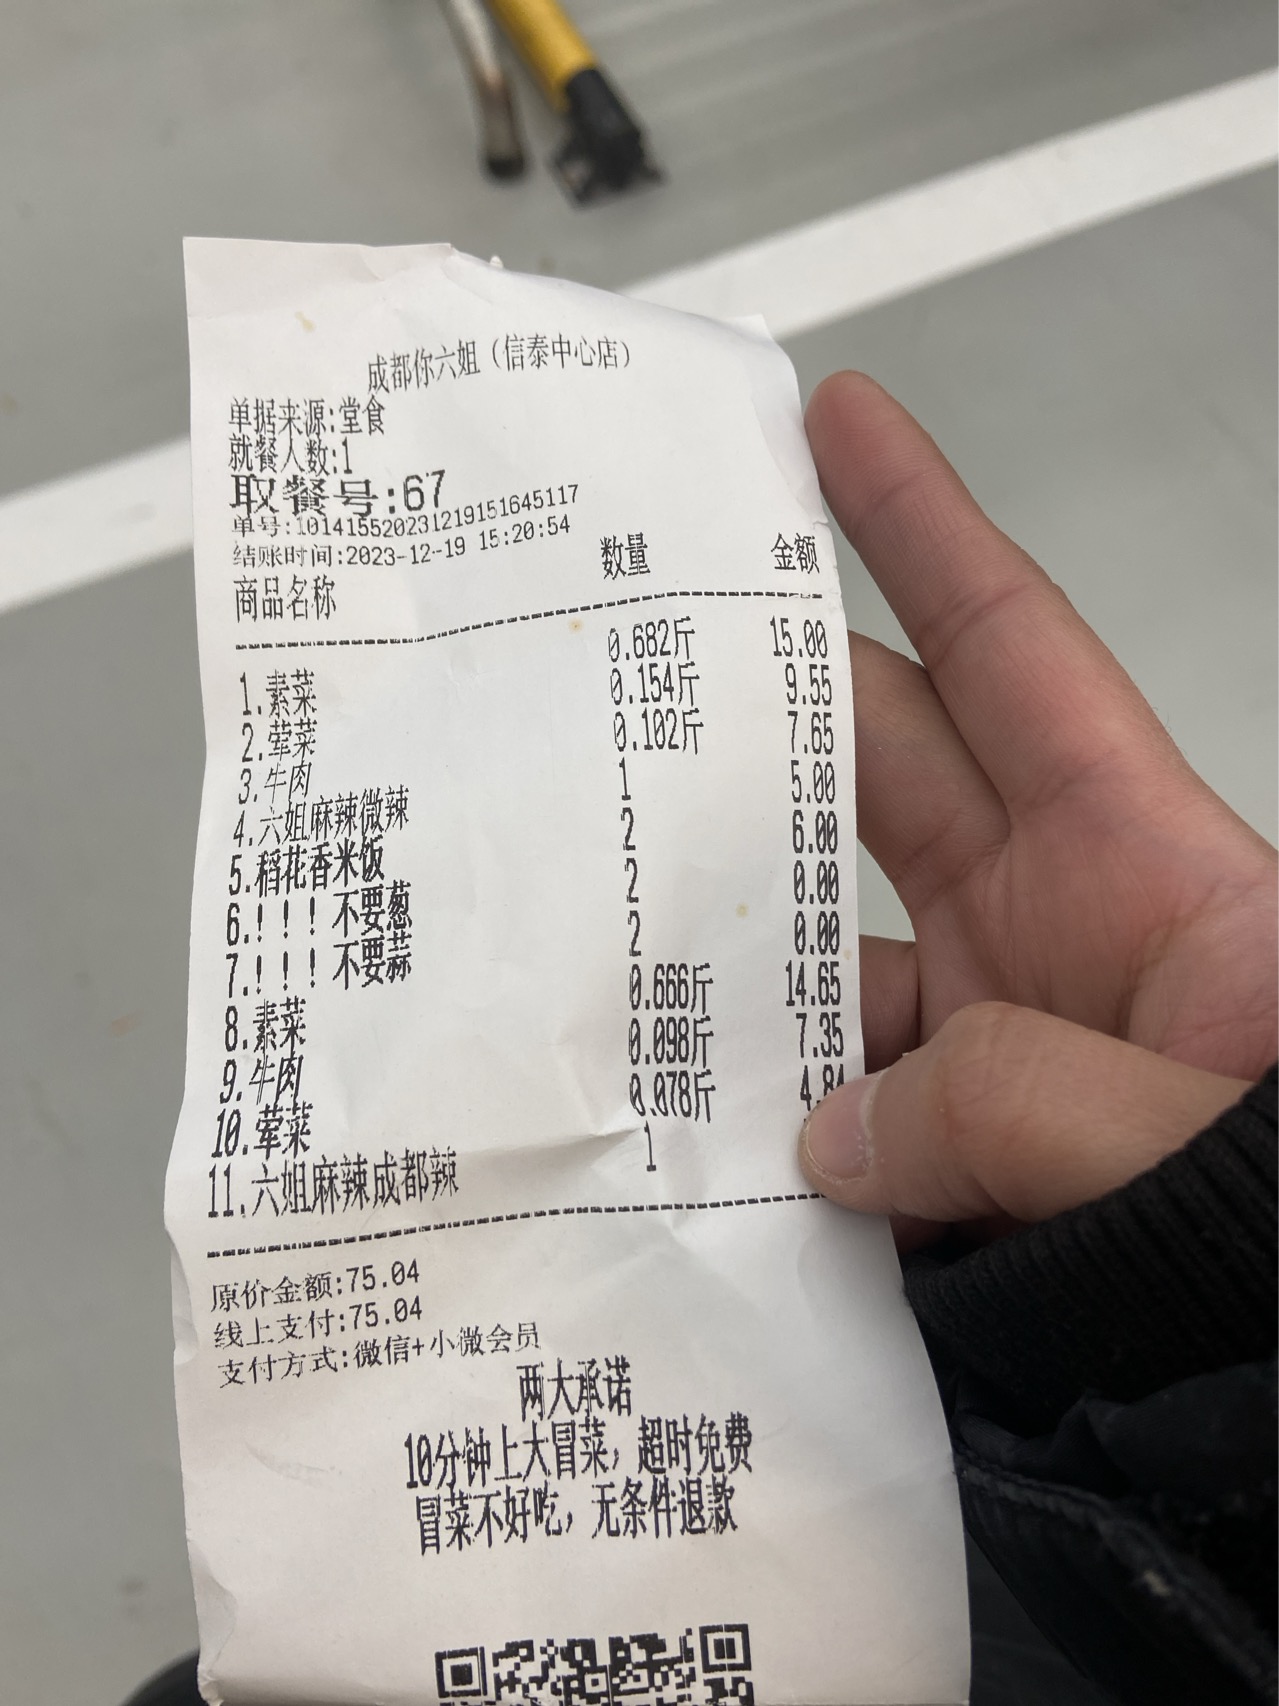 成都你六姐（信泰中心店）
单据来源:堂食
就餐人数:1
取餐号:67
单号:10141552023121915164​5117
结账时间:2023-12-19 15:20:54
商品名称 数量 金额
1.素菜 0.682斤 15.00
2.荤菜 0.154斤 9.55
3.牛肉 0.102斤 7.65
4.六姐麻辣微辣 1 5.00
5.稻花香米饭 2 6.00
6.！！！不要葱 2 0.00
7.！！！不要蒜 2 0.00
8.素菜 0.666斤 14.65
9.牛肉 0.098斤 7.35
10.荤菜 0.078斤 4.84
11.六姐麻辣成都辣 1
原价金额:75.04
线上支付:75.04
支付方式:微信+小微会员
两大承诺
10分钟上大冒菜，超时免费
冒菜不好吃，无条件退款